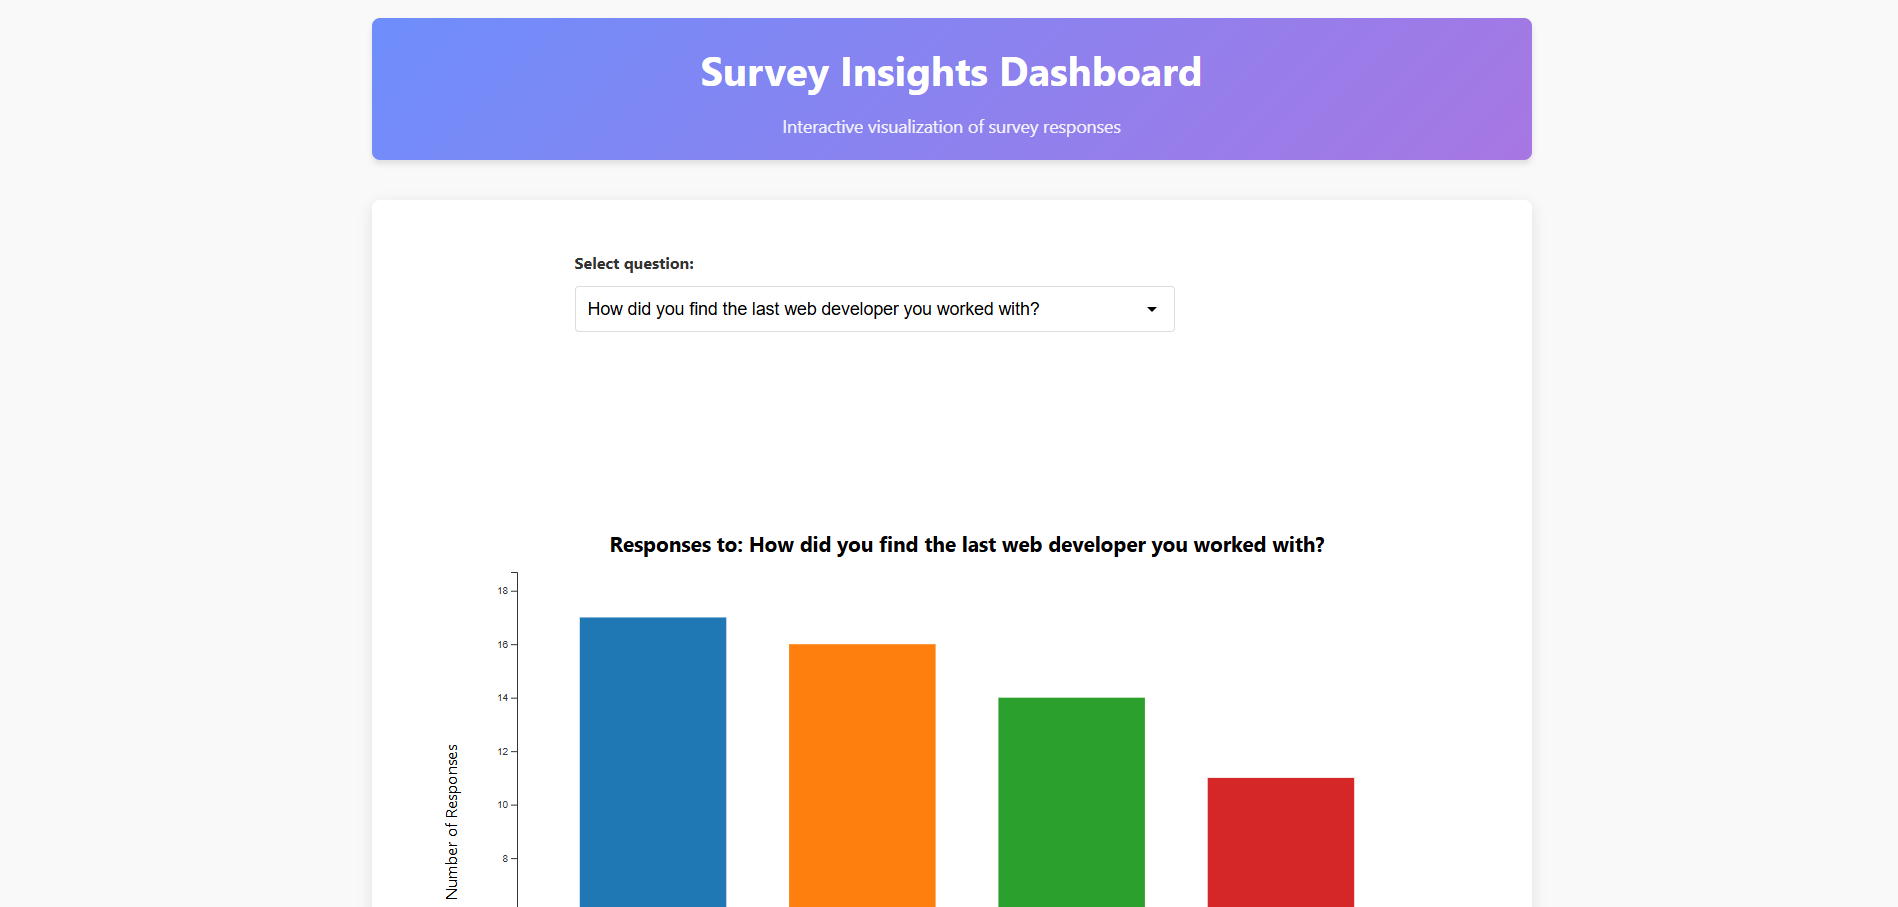 Survey Insights Dashboard
Interactive visualization of survey responses
Select question:
How did you find the last web developer you worked with?
Responses to: How did you find the last web developer you worked with?
18
16
14
12
10
8
Number of Responses